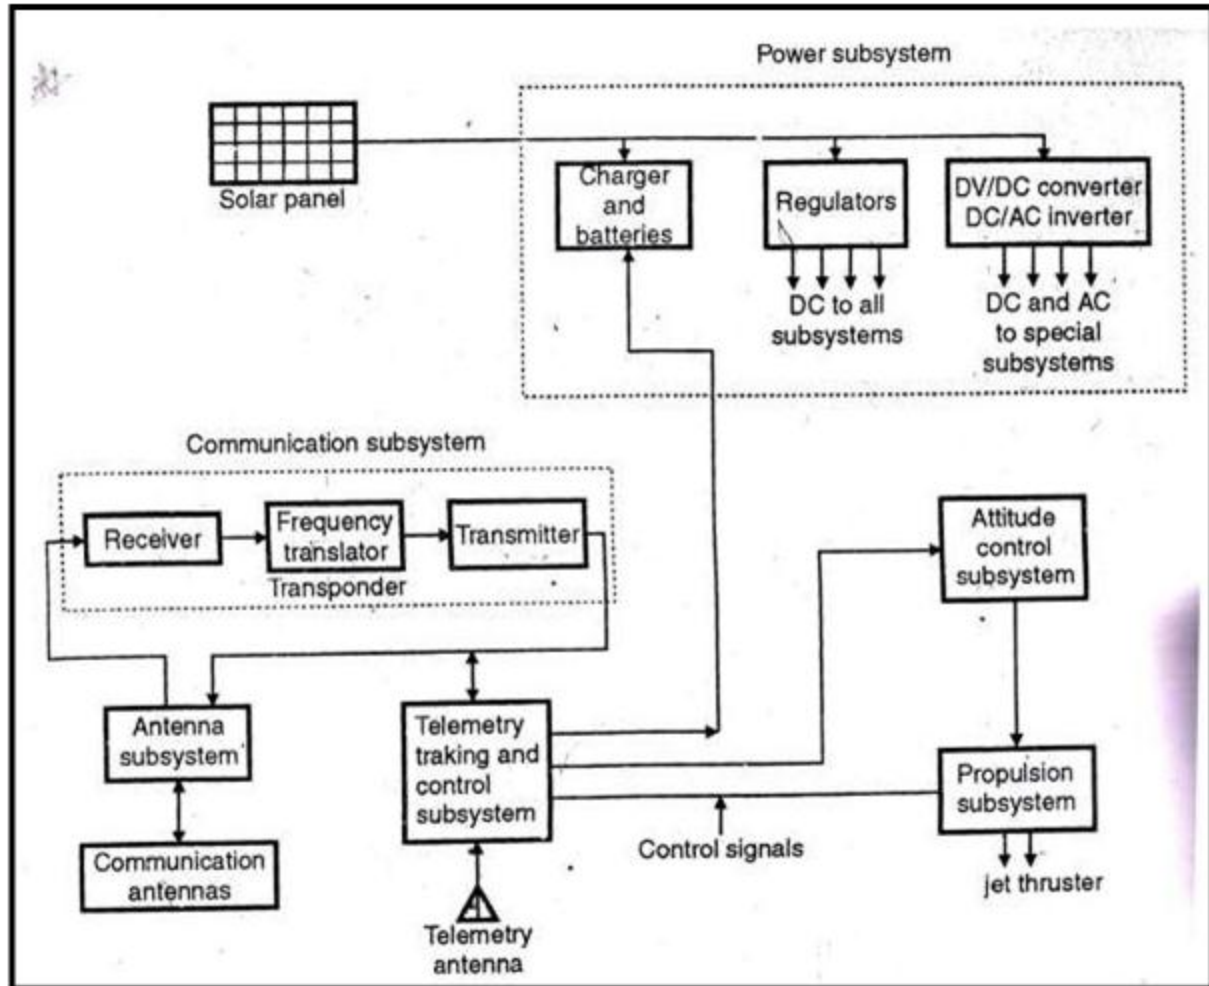 Power subsystem
Solar panel
Charger
and
batteries
Regulators
DV/DC converter
DC/AC inverter
DC to all
subsystems
DC and AC
to special
subsystems
Communication subsystem
Receiver
Frequency
translator
Transmitter
Transponder
Attitude
control
subsystem
Antenna
subsystem
Telemetry
traking and
control
subsystem
Propulsion
subsystem
Control signals
Communication
antennas
jet thruster
Telemetry
antenna